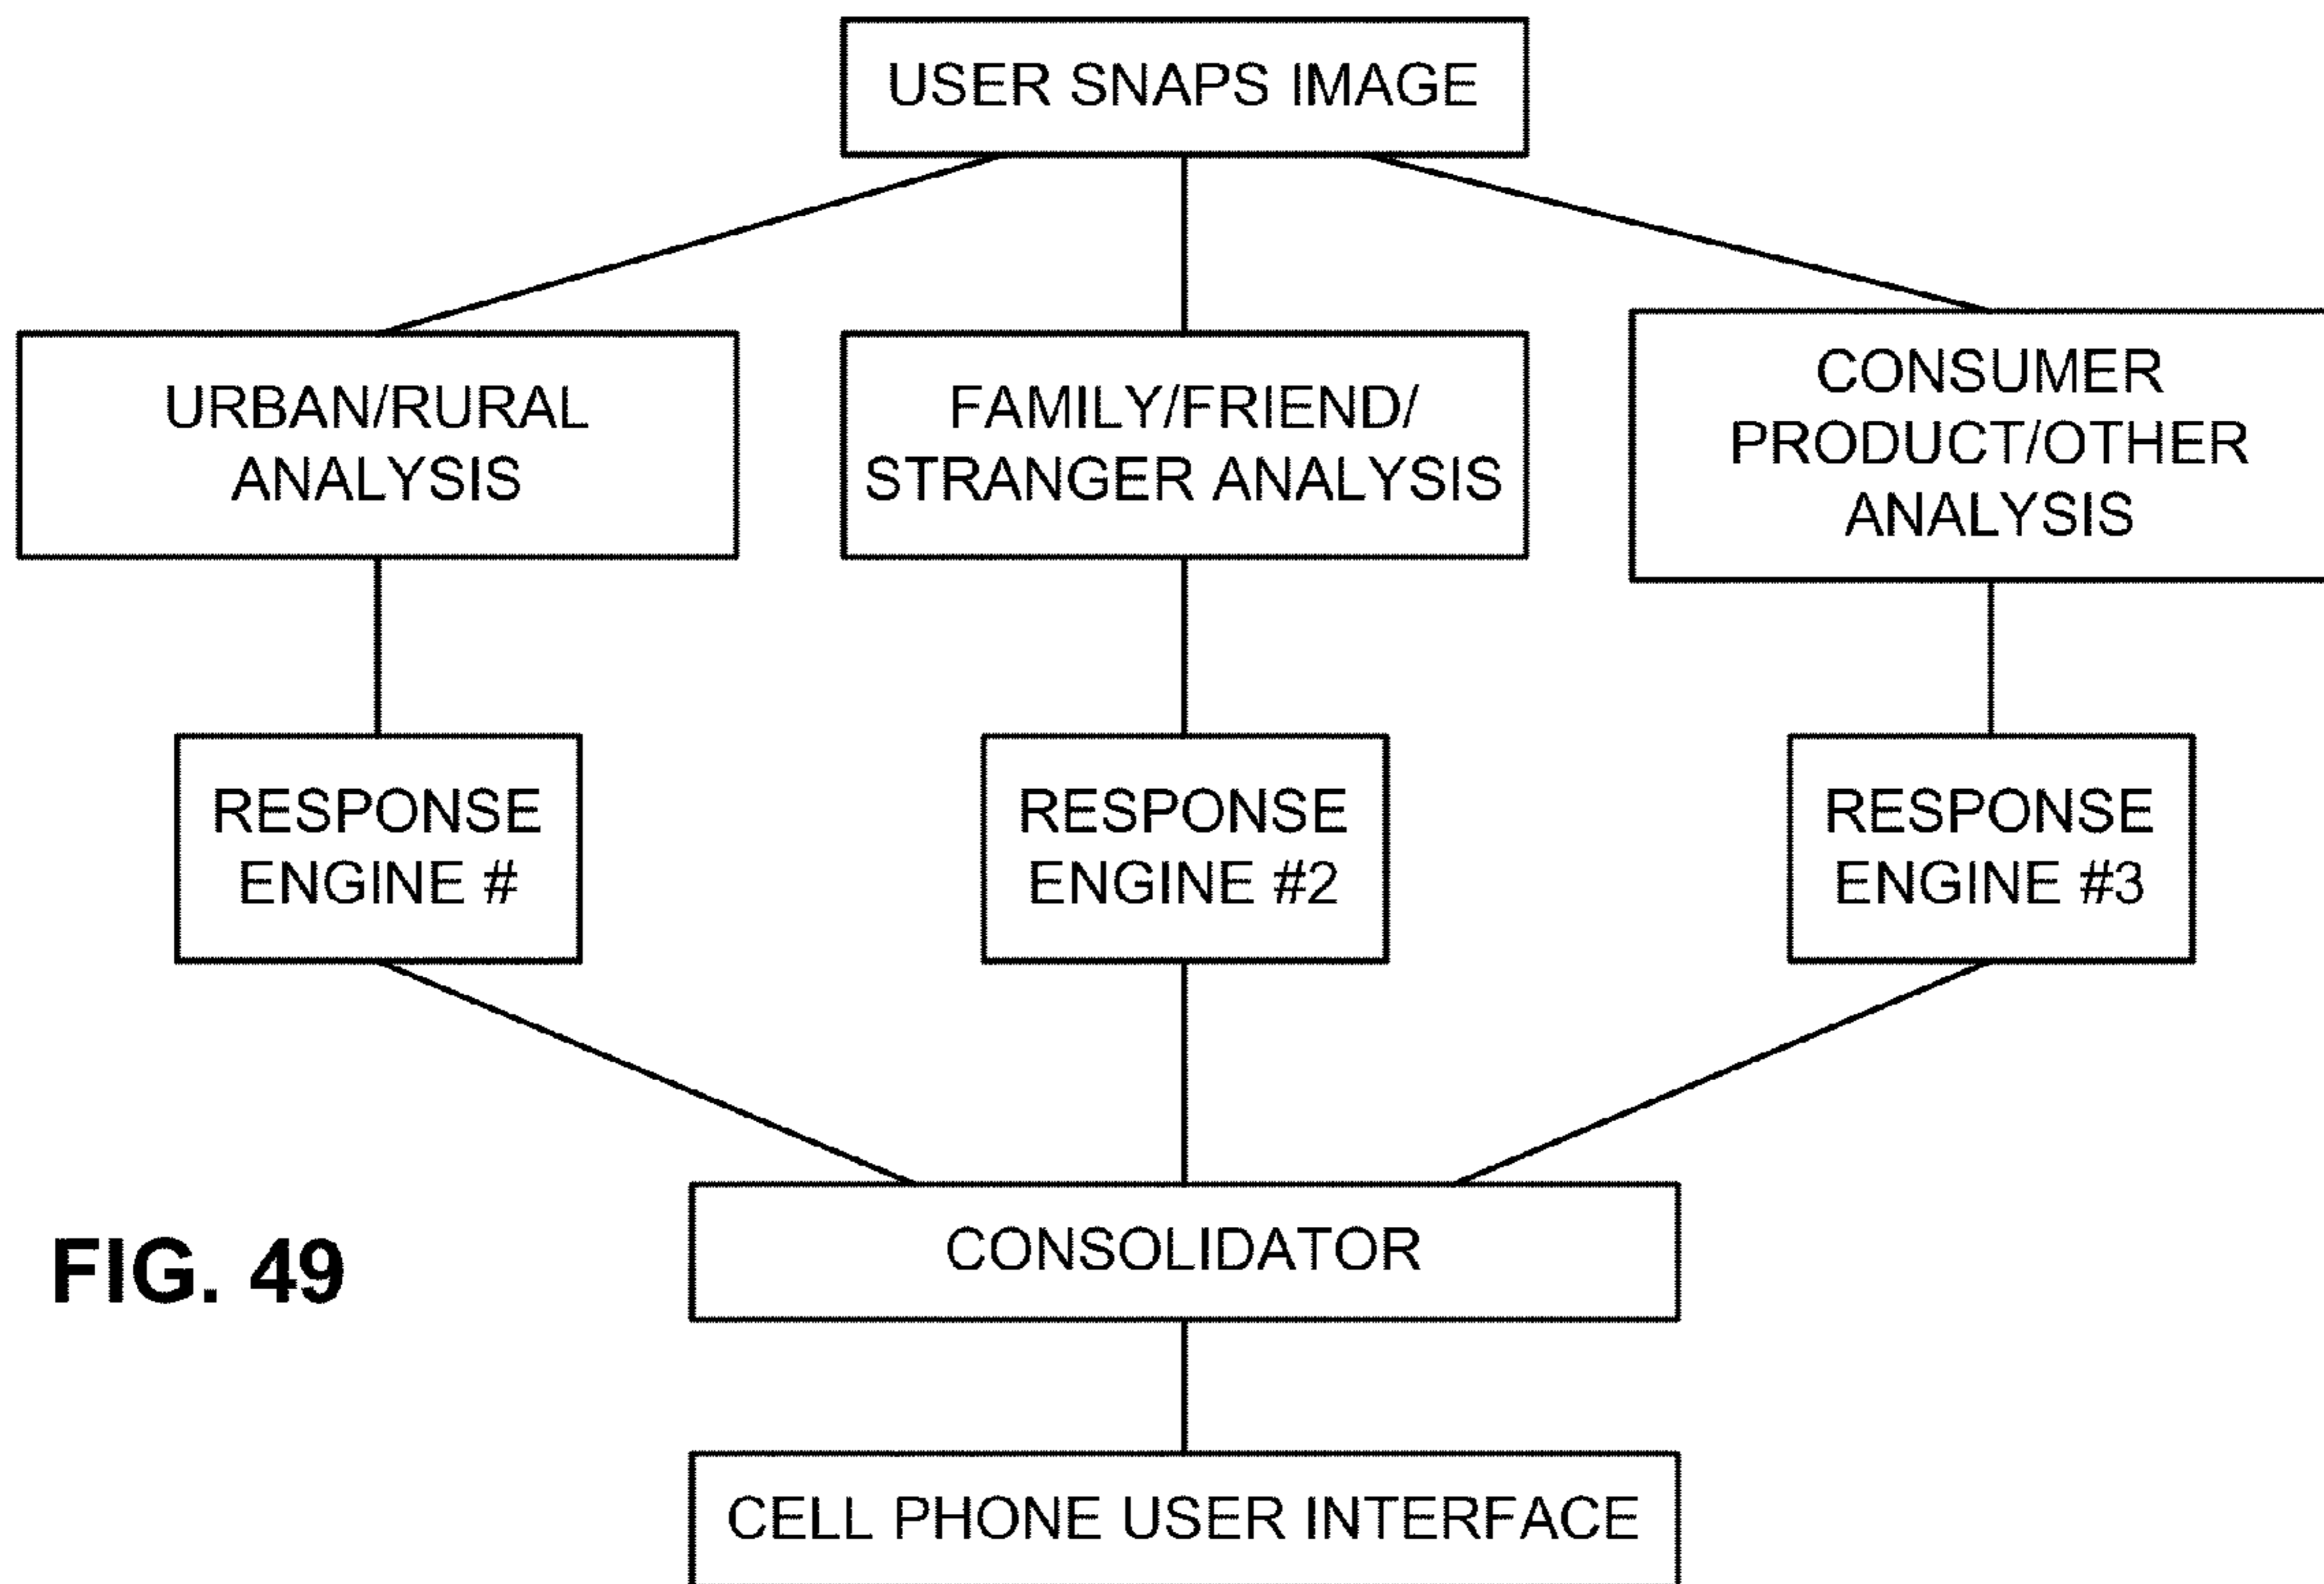 USER SNAPS IMAGE
URBAN/RURAL
ANALYSIS
FAMILY/FRIEND/
STRANGER ANALYSIS
CONSUMER
PRODUCT/OTHER
ANALYSIS
RESPONSE
ENGINE #
RESPONSE
ENGINE #2
RESPONSE
ENGINE #3
CONSOLIDATOR
FIG. 49
CELL PHONE USER INTERFACE